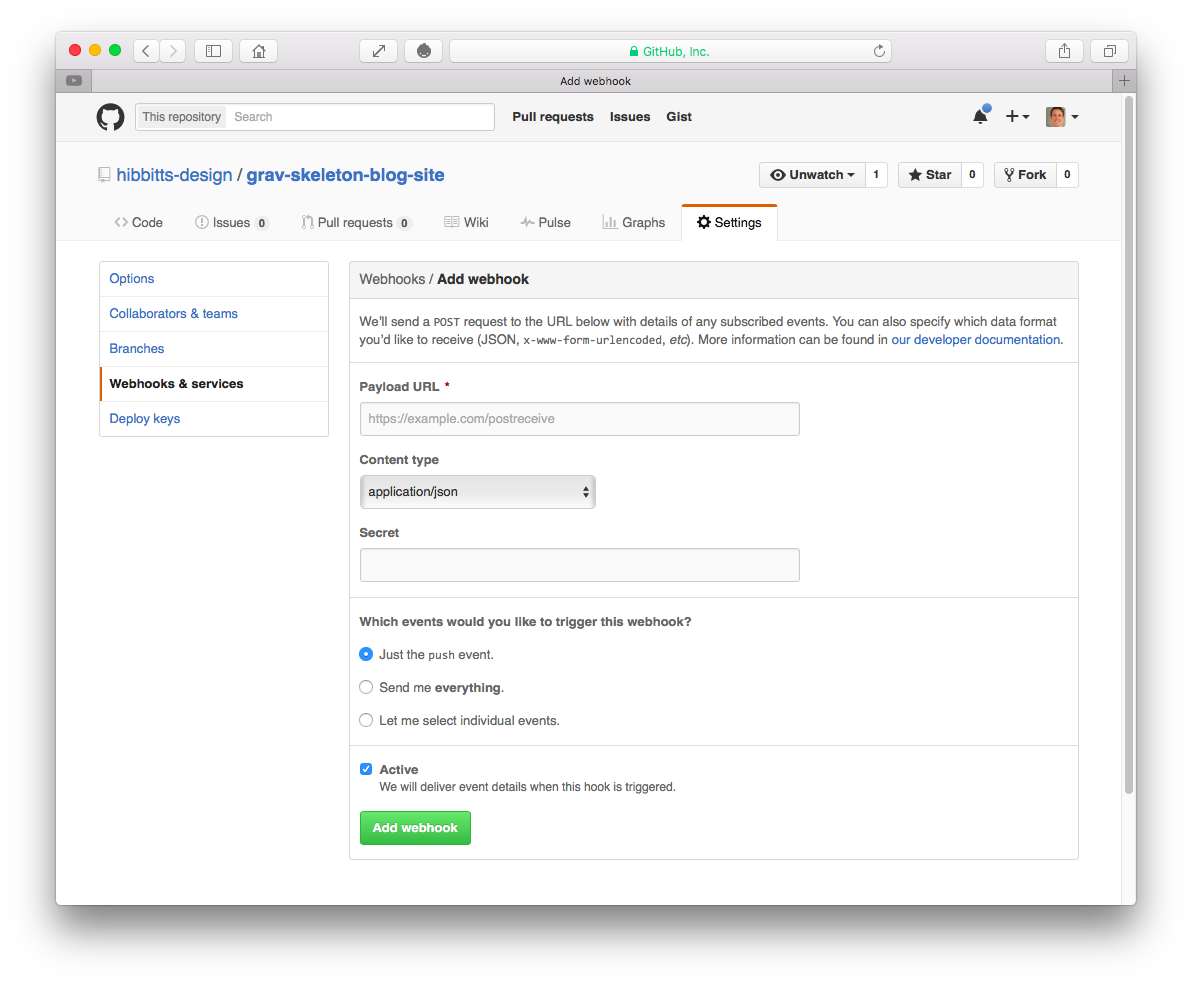 GitHub, Inc.
Add webhook
This repository Search Pull requests Issues Gist
hibbitts-design / grav-skeleton-blog-site Unwatch 1 Star 0 Fork 0
Code Issues 0 Pull requests 0 Wiki Pulse Graphs Settings
Options
Collaborators & teams
Branches
Webhooks & services
Deploy keys
Webhooks / Add webhook
We'll send a POST request to the URL below with details of any subscribed events. You can also specify which data format
you'd like to receive (JSON, x-www-form-urlencoded, etc). More information can be found in our developer documentation.
Payload URL *
https://example.com/postreceive
Content type
application/json
Secret
Which events would you like to trigger this webhook?
Just the push event.
Send me everything.
Let me select individual events.
Active
We will deliver event details when this hook is triggered.
Add webhook